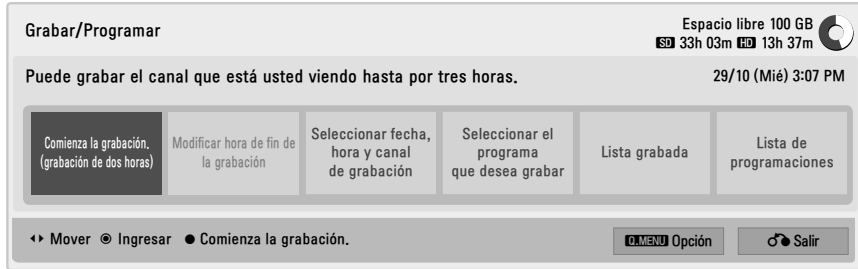 Grabar/Programar
Espacio libre 100 GB
SD 33h 03m HD 13h 37m
Puede grabar el canal que está usted viendo hasta por tres horas.
29/10 (Mié) 3:07 PM
Comienza la grabación.
(grabación de dos horas)
Modificar hora de fin de
la grabación
Seleccionar fecha,
hora y canal
de grabación
Seleccionar el
programa
que desea grabar
Lista grabada
Lista de
programaciones
Mover ◉ Ingresar ● Comienza la grabación.
Q.MENU Opción
Salir